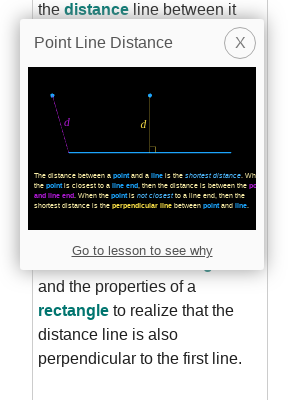 the distance line between it
Point Line Distance
X
d
d
The distance between a point and a line is the shortest distance. Wh
the point is closest to a line end, then the distance is between the po
and line end. When the point is not closest to a line end, then the
shortest distance is the perpendicular line between point and line.
Go to lesson to see why
and the properties of a
rectangle to realize that the
distance line is also
perpendicular to the first line.